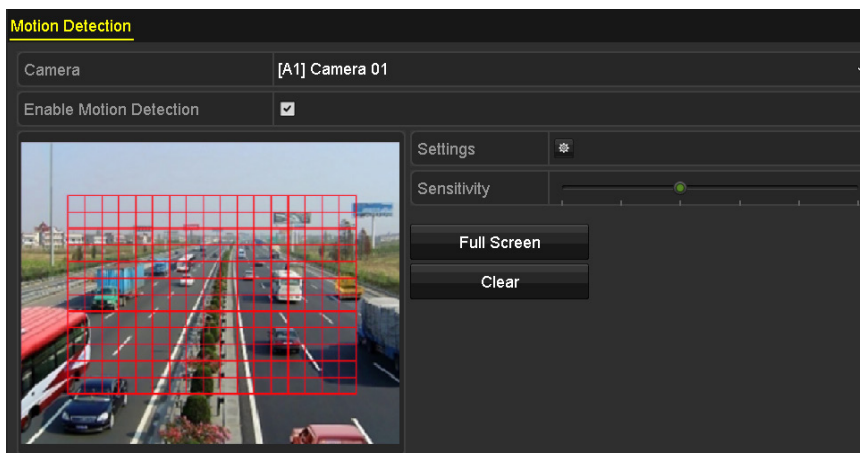 Motion Detection
Camera [A1] Camera 01
Enable Motion Detection
Settings
Sensitivity
Full Screen
Clear